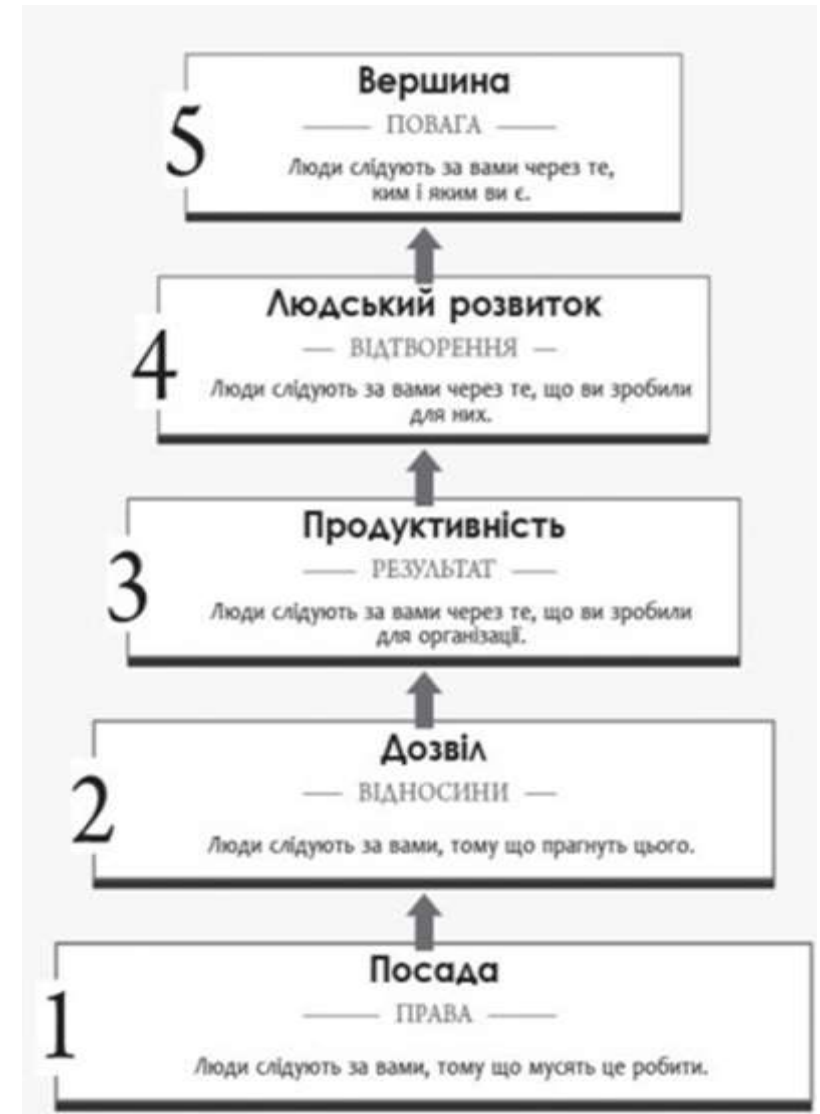 5
Вершина
ПОВАГА
Люди слідують за вами через те,
ким і яким ви є.
4
Людський розвиток
ВІДТВОРЕННЯ
Люди слідують за вами через те, що ви зробили
для них.
3
Продуктивність
РЕЗУЛЬТАТ
Люди слідують за вами через те, що ви зробили
для організації.
2
Дозвіл
ВІДНОСИНИ
Люди слідують за вами, тому що прагнуть цього.
1
Посада
ПРАВА
Люди слідують за вами, тому що мусять це робити.